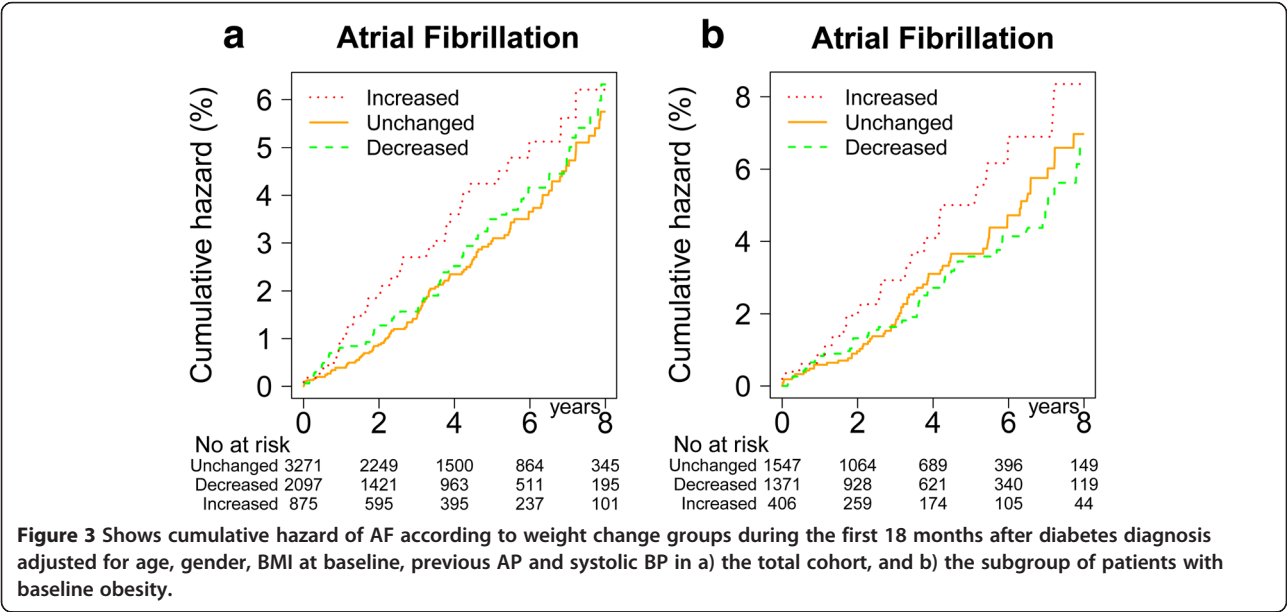 a Atrial Fibrillation
Cumulative hazard (%)
6
5
4
3
2
1
0
Increased
Unchanged
Decreased
years
0 2 4 6 8
No at risk
Unchanged 3271 2249 1500 864 345
Decreased 2097 1421 963 511 195
Increased 875 595 395 237 101
b Atrial Fibrillation
Cumulative hazard (%)
8
6
4
2
0
Increased
Unchanged
Decreased
years
0 2 4 6 8
No at risk
Unchanged 1547 1064 689 396 149
Decreased 1371 928 621 340 119
Increased 406 259 174 105 44
Figure 3 Shows cumulative hazard of AF according to weight change groups during the first 18 months after diabetes diagnosis
adjusted for age, gender, BMI at baseline, previous AP and systolic BP in a) the total cohort, and b) the subgroup of patients with
baseline obesity.